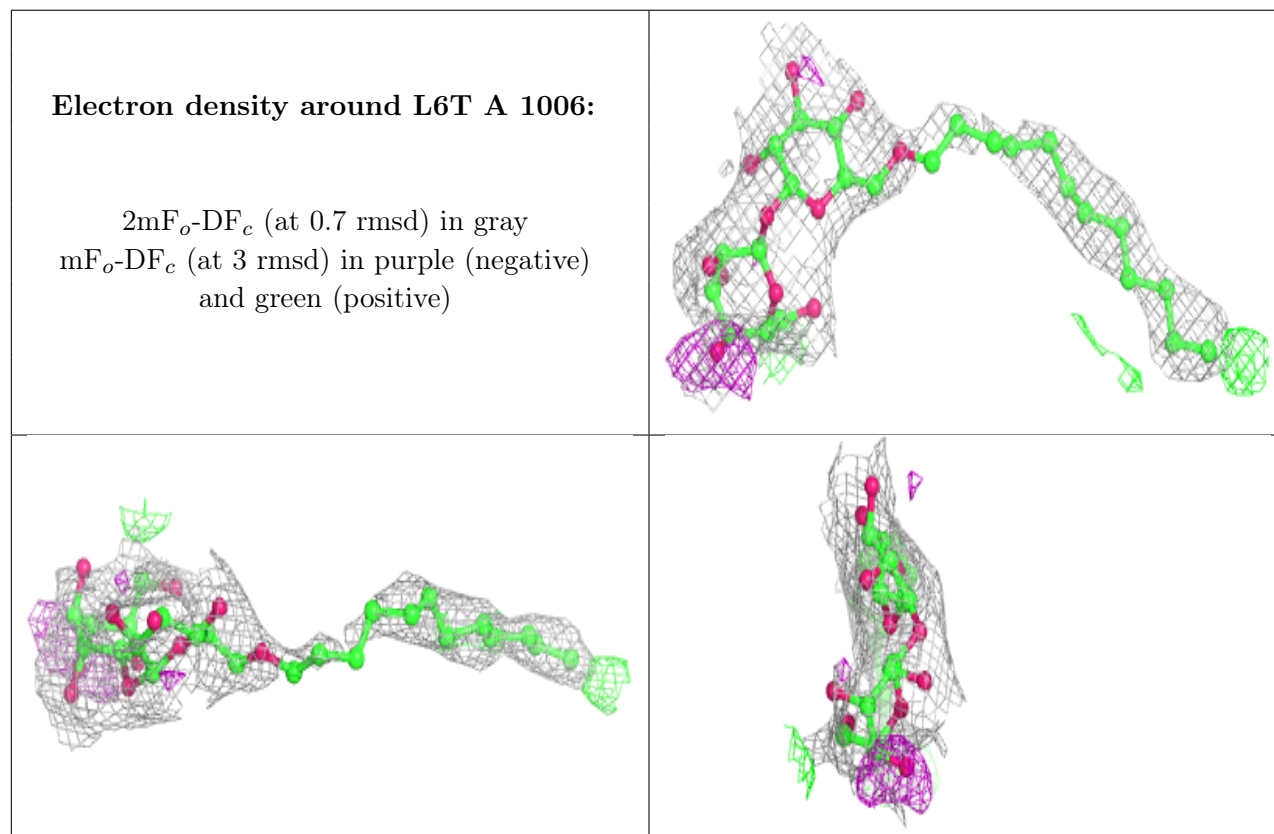 Electron density around L6T A 1006:
2mFo-DFc (at 0.7 rmsd) in gray
mFo-DFc (at 3 rmsd) in purple (negative)
and green (positive)